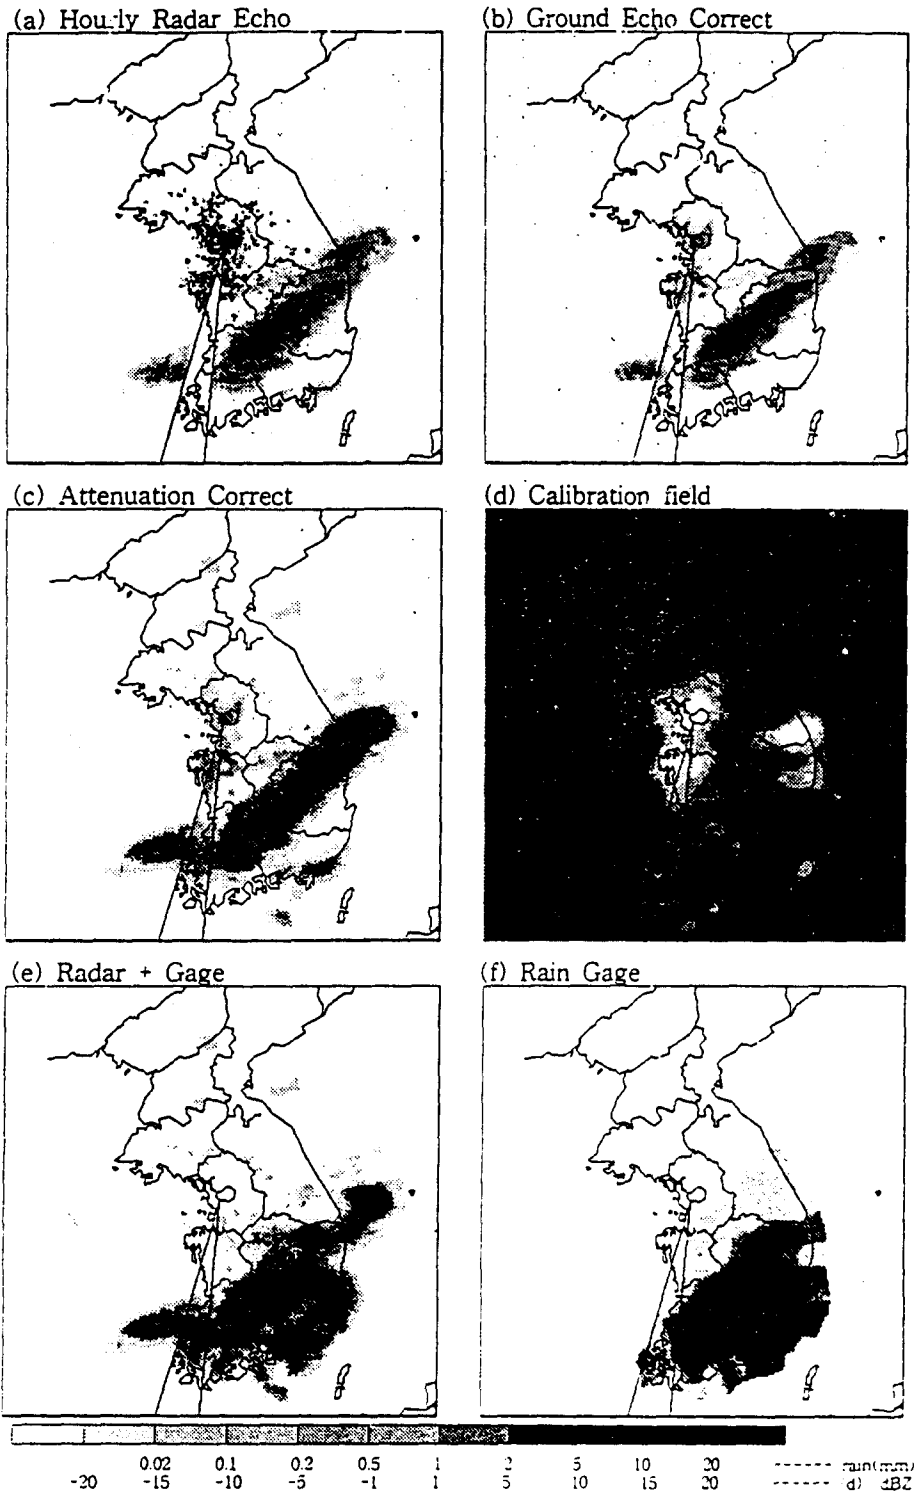 (a) Hourly Radar Echo
(b) Ground Echo Correct
(c) Attenuation Correct
(d) Calibration field
(e) Radar + Gage
(f) Rain Gage
0.02 0.1 0.2 0.5 1 2 5 10 20 ------ rain(mm)
-20 -15 -10 -5 -1 1 5 10 15 20 ------ (d) dBZ